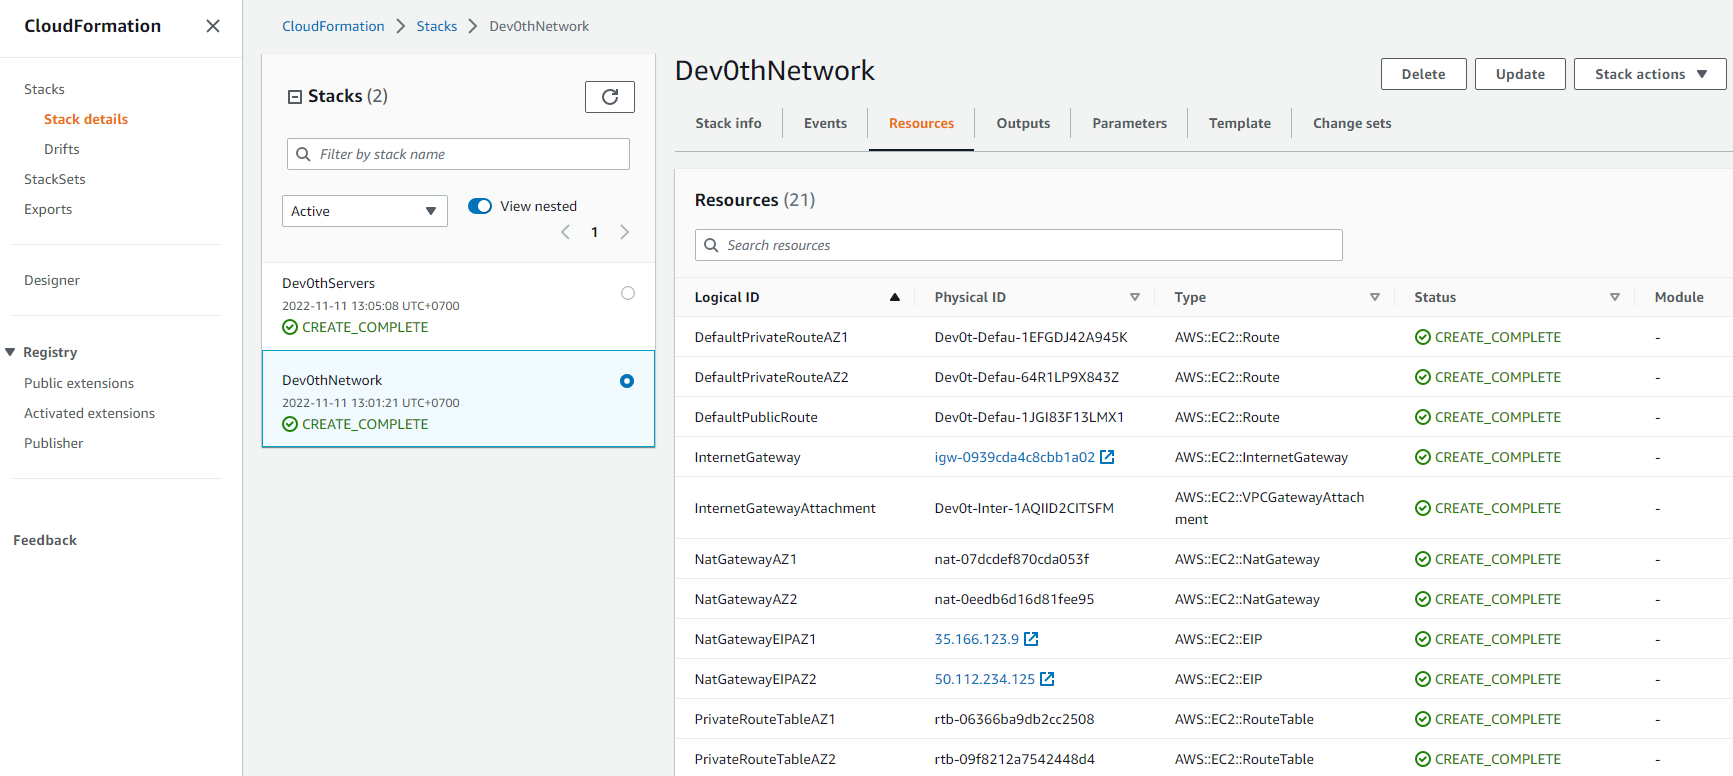 CloudFormation
Stacks
Stack details
Drifts
StackSets
Exports
Designer
Registry
Public extensions
Activated extensions
Publisher
Feedback
CloudFormation > Stacks > Dev0thNetwork
Stacks (2)
Filter by stack name
Active
View nested
1
Dev0thServers
2022-11-11 13:05:08 UTC+0700
CREATE_COMPLETE
Dev0thNetwork
2022-11-11 13:01:21 UTC+0700
CREATE_COMPLETE
Dev0thNetwork
Delete Update Stack actions
Stack info Events Resources Outputs Parameters Template Change sets
Resources (21)
Search resources
Logical ID Physical ID Type Status Module
DefaultPrivateRouteAZ1 Dev0t-Defau-1EFGDJ42A945K AWS::EC2::Route CREATE_COMPLETE -
DefaultPrivateRouteAZ2 Dev0t-Defau-64R1LP9X843Z AWS::EC2::Route CREATE_COMPLETE -
DefaultPublicRoute Dev0t-Defau-1JGI83F13LMX1 AWS::EC2::Route CREATE_COMPLETE -
InternetGateway igw-0939cda4c8cbb1a02 AWS::EC2::InternetGateway CREATE_COMPLETE -
InternetGatewayAttachment Dev0t-Inter-1AQIID2CITSFM AWS::EC2::VPCGatewayAttach
ment CREATE_COMPLETE -
NatGatewayAZ1 nat-07dcdef870cda053f AWS::EC2::NatGateway CREATE_COMPLETE -
NatGatewayAZ2 nat-0eedb6d16d81fee95 AWS::EC2::NatGateway CREATE_COMPLETE -
NatGatewayEIPAZ1 35.166.123.9 AWS::EC2::EIP CREATE_COMPLETE -
NatGatewayEIPAZ2 50.112.234.125 AWS::EC2::EIP CREATE_COMPLETE -
PrivateRouteTableAZ1 rtb-06366ba9db2cc2508 AWS::EC2::RouteTable CREATE_COMPLETE -
PrivateRouteTableAZ2 rtb-09f8212a7542448d4 AWS::EC2::RouteTable CREATE_COMPLETE -